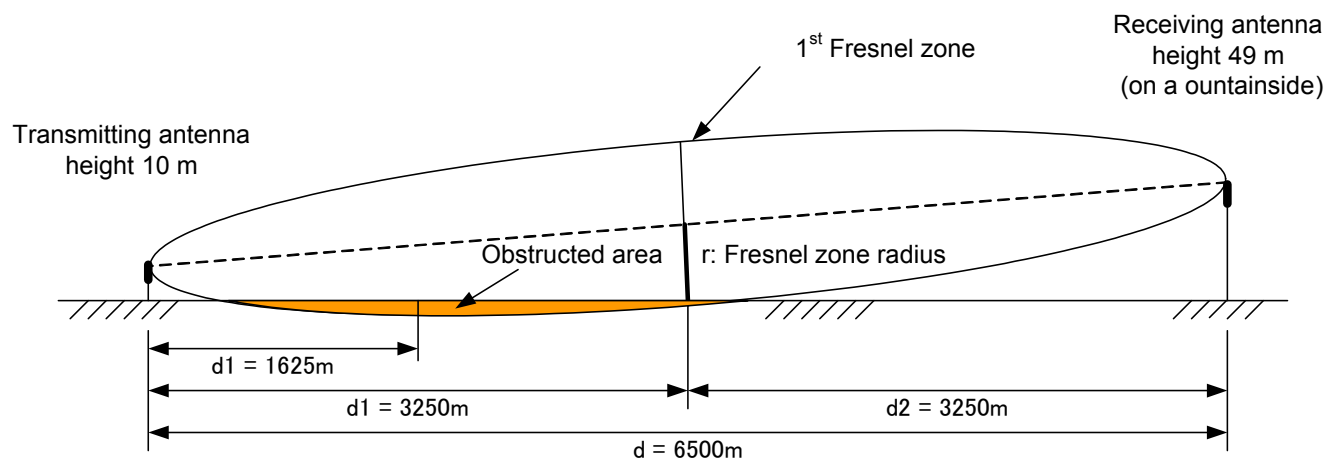 Receiving antenna
height 49 m
(on a ountainside)
1st Fresnel zone
Transmitting antenna
height 10 m
Obstructed area
r: Fresnel zone radius
d1 = 1625m
d1 = 3250m
d2 = 3250m
d = 6500m